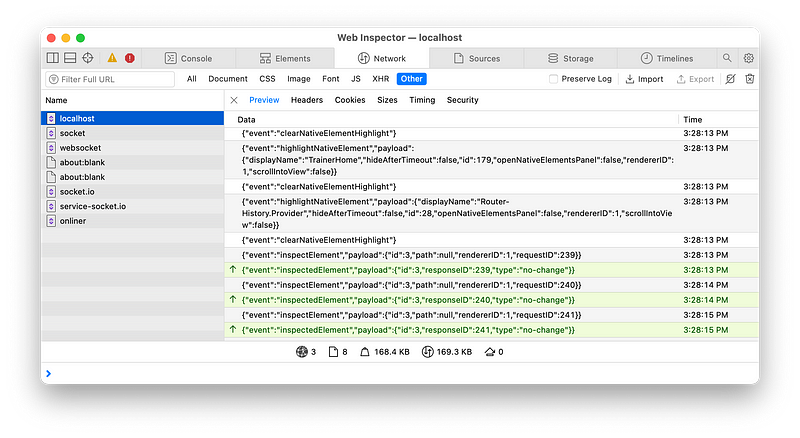 Web Inspector — localhost
Console
Elements
Network
Sources
Storage
Timelines
Filter Full URL
All Document CSS Image Font JS XHR Other
Preserve Log Import Export
Name
localhost
socket
websocket
about:blank
about:blank
socket.io
service-socket.io
onliner
Preview Headers Cookies Sizes Timing Security
Data Time
{"event":"clearNativeElementHighlight"} 3:28:13 PM
{"event":"highlightNativeElement","payload": 3:28:13 PM
{"displayName":"TrainerHome","hideAfterTimeout":false,"id":179,"openNativeElementsPanel":false,"rendererID":
1,"scrollIntoView":false}}
{"event":"clearNativeElementHighlight"} 3:28:13 PM
{"event":"highlightNativeElement","payload":{"displayName":"Router- 3:28:13 PM
History.Provider","hideAfterTimeout":false,"id":28,"openNativeElementsPanel":false,"rendererID":1,"scrollIntoView
":false}}
{"event":"clearNativeElementHighlight"} 3:28:13 PM
{"event":"inspectElement","payload":{"id":3,"path":null,"rendererID":1,"requestID":239}} 3:28:13 PM
{"event":"inspectedElement","payload":{"id":3,"responseID":239,"type":"no-change"}} 3:28:13 PM
{"event":"inspectElement","payload":{"id":3,"path":null,"rendererID":1,"requestID":240}} 3:28:14 PM
{"event":"inspectedElement","payload":{"id":3,"responseID":240,"type":"no-change"}} 3:28:14 PM
{"event":"inspectElement","payload":{"id":3,"path":null,"rendererID":1,"requestID":241}} 3:28:15 PM
{"event":"inspectedElement","payload":{"id":3,"responseID":241,"type":"no-change"}} 3:28:15 PM
3 8 168.4 KB 169.3 KB 0